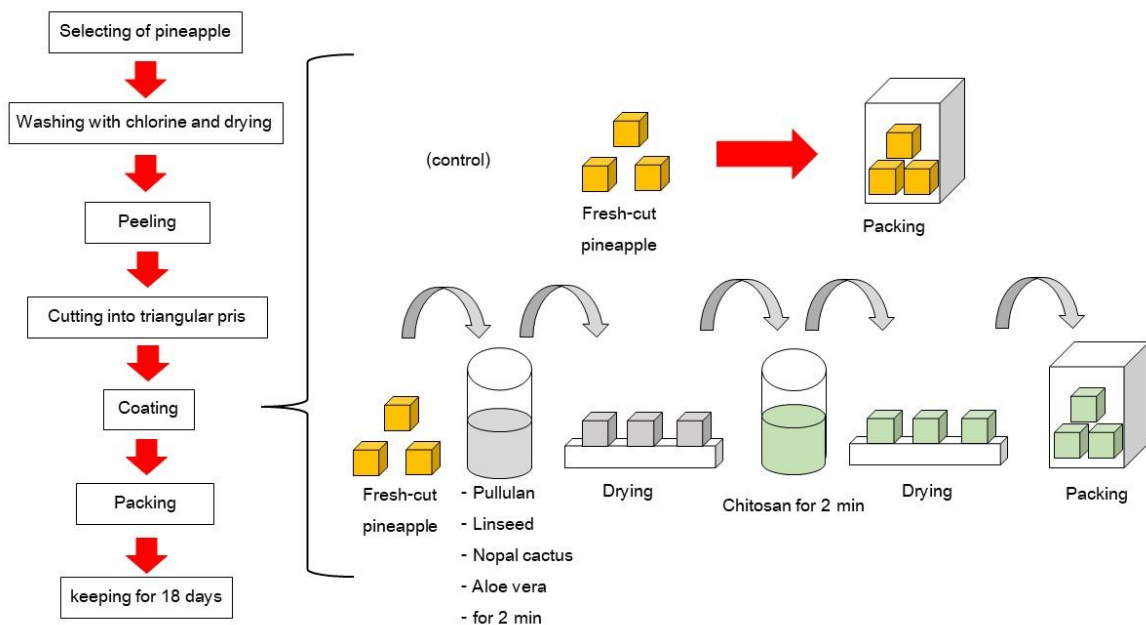 Selecting of pineapple
Washing with chlorine and drying
Peeling
Cutting into triangular pris
Coating
Packing
keeping for 18 days
(control)
Fresh-cut
pineapple
Packing
Fresh-cut
pineapple
- Pullulan
- Linseed
- Nopal cactus
- Aloe vera
- for 2 min
Drying
Chitosan for 2 min
Drying
Packing